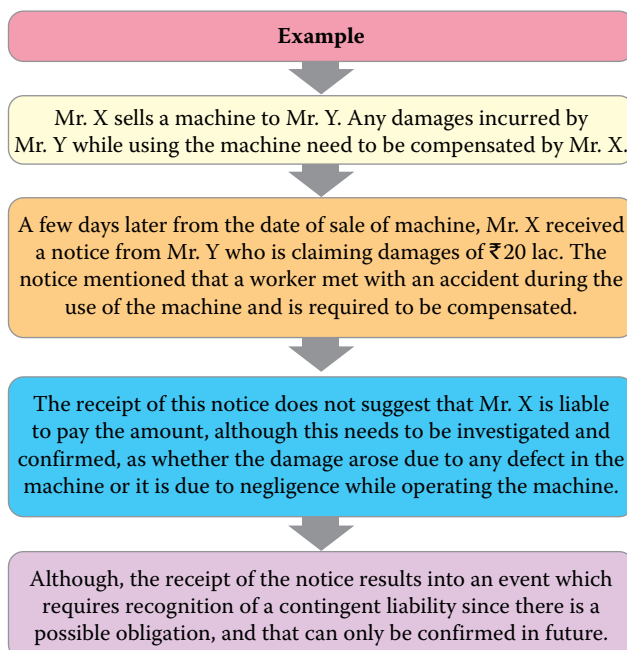 Example
Mr. X sells a machine to Mr. Y. Any damages incurred by
Mr. Y while using the machine need to be compensated by Mr. X.
A few days later from the date of sale of machine, Mr. X received
a notice from Mr. Y who is claiming damages of ₹20 lac. The
notice mentioned that a worker met with an accident during the
use of the machine and is required to be compensated.
The receipt of this notice does not suggest that Mr. X is liable
to pay the amount, although this needs to be investigated and
confirmed, as whether the damage arose due to any defect in the
machine or it is due to negligence while operating the machine.
Although, the receipt of the notice results into an event which
requires recognition of a contingent liability since there is a
possible obligation, and that can only be confirmed in future.